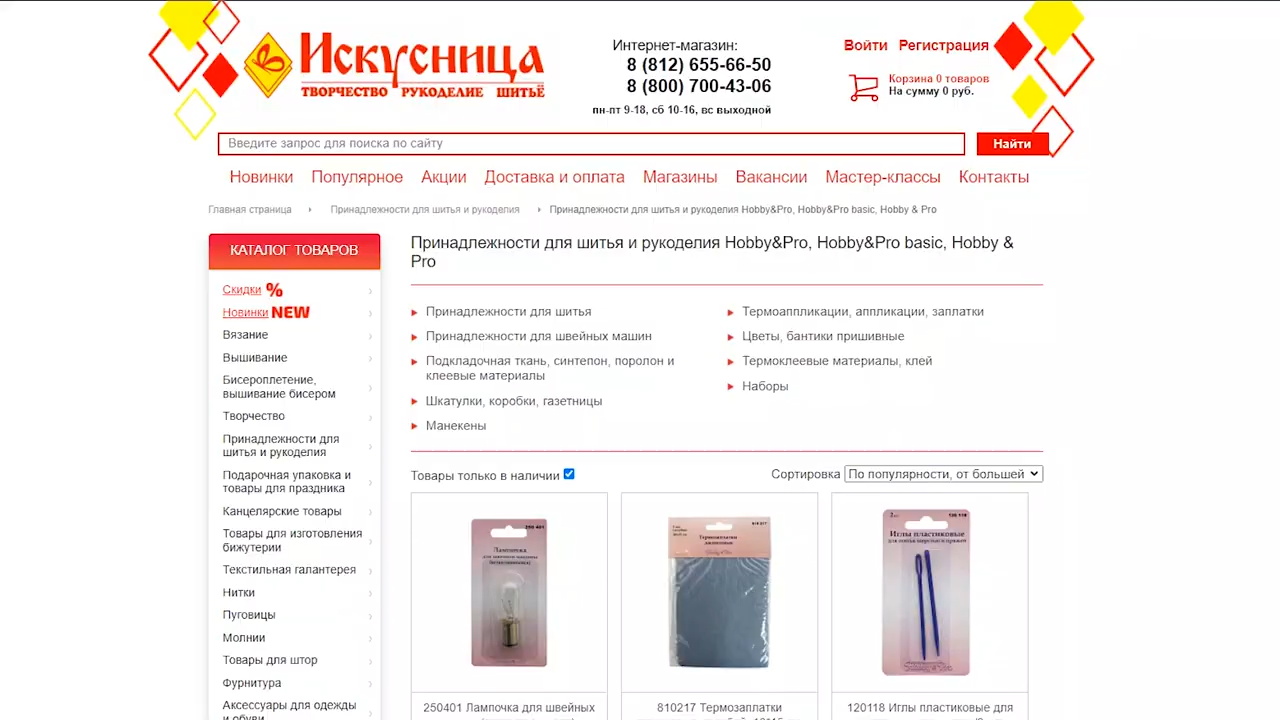 Искусница
ТВОРЧЕСТВО РУКОДЕЛИЕ ШИТЬЁ
Интернет-магазин:
8 (812) 655-66-50
8 (800) 700-43-06
пн-пт 9-18, сб 10-16, вс выходной
Войти Регистрация
Корзина 0 товаров
На сумму 0 руб.
Введите запрос для поиска по сайту
Найти
Новинки Популярное Акции Доставка и оплата Магазины Вакансии Мастер-классы Контакты
Главная страница Принадлежности для шитья и рукоделия Принадлежности для шитья и рукоделия Hobby&Pro, Hobby&Pro basic, Hobby & Pro
КАТАЛОГ ТОВАРОВ
Скидки %
Новинки NEW
Вязание
Вышивание
Бисероплетение,
вышивание бисером
Творчество
Принадлежности для
шитья и рукоделия
Подарочная упаковка и
товары для праздника
Канцелярские товары
Товары для изготовления
бижутерии
Текстильная галантерея
Нитки
Пуговицы
Молнии
Товары для штор
Фурнитура
Аксессуары для одежды
и обуви
Принадлежности для шитья и рукоделия Hobby&Pro, Hobby&Pro basic, Hobby &
Pro
Принадлежности для шитья
Принадлежности для швейных машин
Подкладочная ткань, синтепон, поролон и
клеевые материалы
Шкатулки, коробки, газетницы
Манекены
Термоаппликации, аппликации, заплатки
Цветы, бантики пришивные
Термоклеевые материалы, клей
Наборы
Товары только в наличии
Сортировка По популярности, от большей
250 401
Лампочка
Термозаплатки
Иглы пластиковые
250401 Лампочка для швейных
810217 Термозаплатки
120118 Иглы пластиковые для